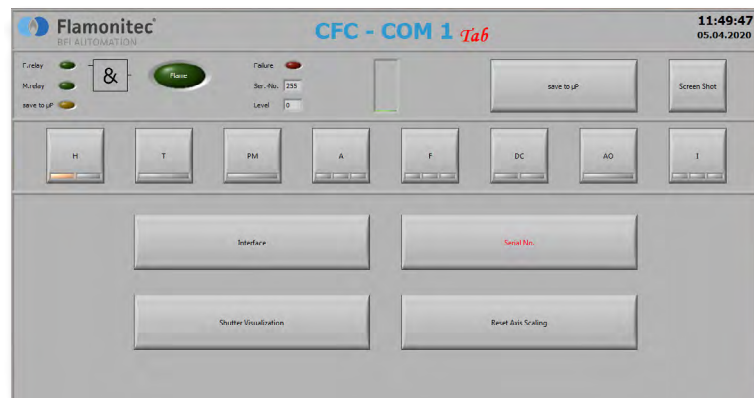 Flamonitec
BFI AUTOMATION
CFC - COM 1 Tab
11:49:47
05.04.2020
F.relay
M.relay
save to µP
&
Flame
Failure
Ser.-No. 255
Level 0
save to µP
Screen Shot
H
T
PM
A
F
DC
AO
I
Interface
Serial No.
Shutter Visualization
Reset Axis Scaling